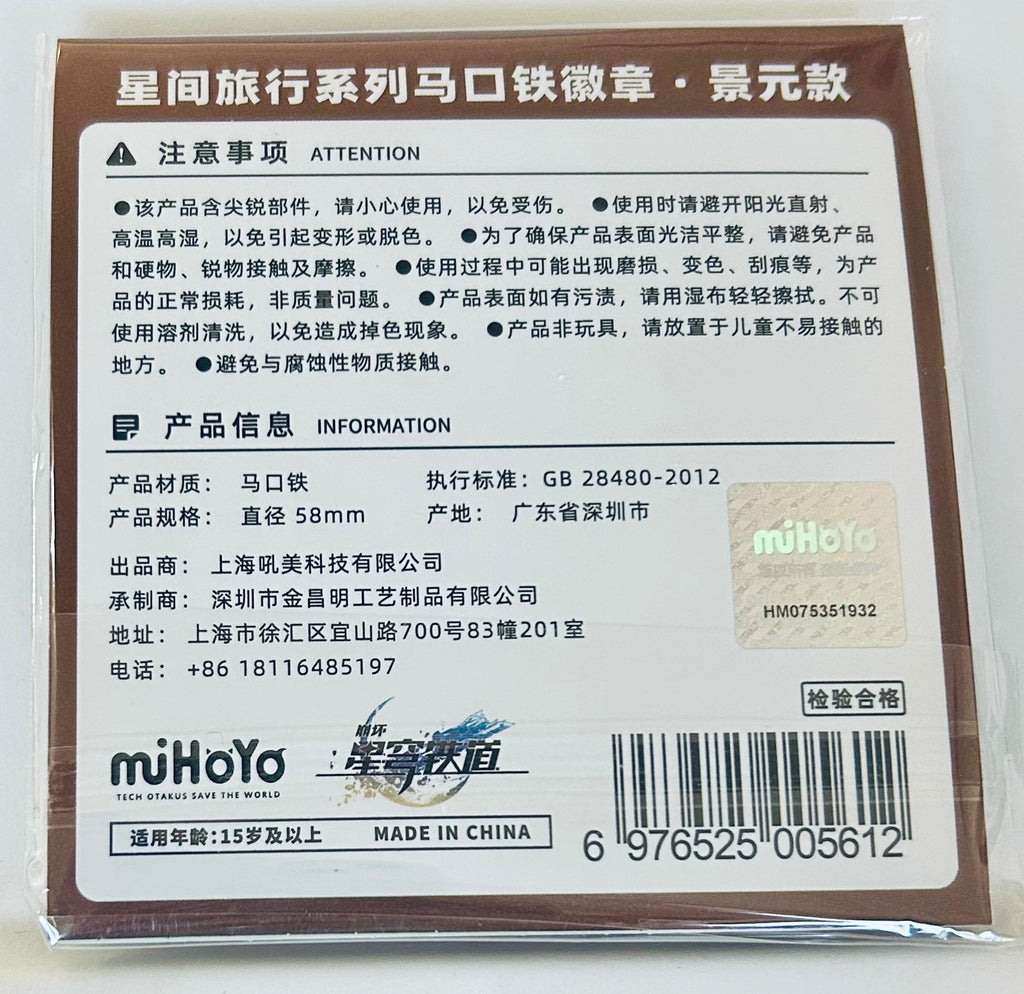 星间旅行系列马口铁徽章·景元款
注意事项 ATTENTION
●该产品含尖锐部件，请小心使用，以免受伤。 ●使用时请避开阳光直射、
高温高湿，以免引起变形或脱色。 ●为了确保产品表面光洁平整，请避免产品
和硬物、锐物接触及摩擦。 ●使用过程中可能出现磨损、变色、刮痕等，为产
品的正常损耗，非质量问题。 ●产品表面如有污渍，请用湿布轻轻擦拭。不可
使用溶剂清洗，以免造成掉色现象。 ●产品非玩具，请放置于儿童不易接触的
地方。 ●避免与腐蚀性物质接触。
产品信息 INFORMATION
产品材质： 马口铁 执行标准：GB 28480-2012
产品规格： 直径 58mm 产地： 广东省深圳市
出品商： 上海吼美科技有限公司
承制商： 深圳市金昌明工艺制品有限公司
地址： 上海市徐汇区宜山路700号83幢201室
电话： +86 18116485197
miHoYo
HM075351932
检验合格
miHoYo
TECH OTAKUS SAVE THE WORLD
崩坏
星穹铁道
适用年龄:15岁及以上 MADE IN CHINA
6 976525 005612